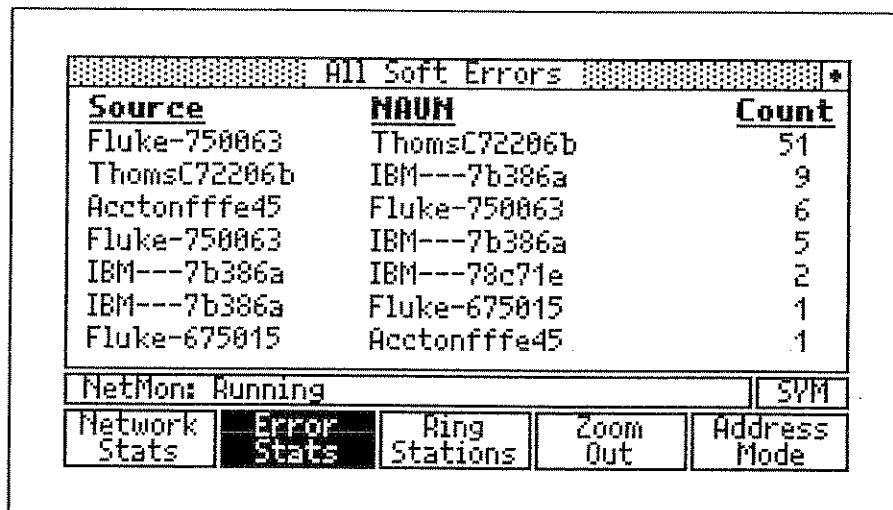 All Soft Errors *
Source NAUN Count
Fluke-750063 ThomsC72206b 51
ThomsC72206b IBM---7b386a 9
Acctonfffe45 Fluke-750063 6
Fluke-750063 IBM---7b386a 5
IBM---7b386a IBM---78c71e 2
IBM---7b386a Fluke-675015 1
Fluke-675015 Acctonfffe45 1
NetMon: Running SYM
Network Stats Error Stats Ring Stations Zoom Out Address Mode